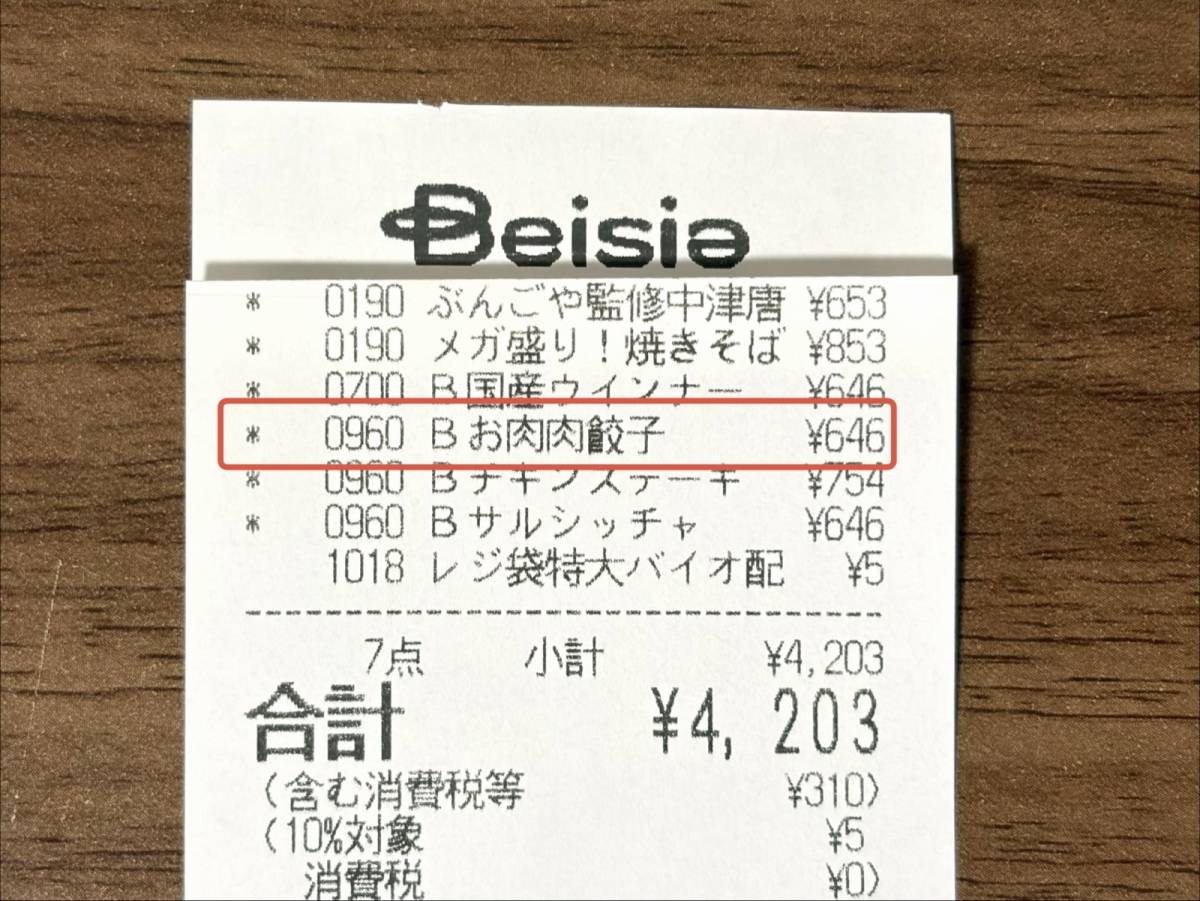 Beisia
* 0190 ぶんごや監修中津唐 ¥653
* 0190 メガ盛り!焼きそば ¥853
* 0700 B国産ウインナー ¥646
* 0960 Bお肉肉餃子 ¥646
* 0960 Bチキンステーキ ¥754
* 0960 Bサルシッチャ ¥646
1018 レジ袋特大バイオ配 ¥5
7点 小計 ¥4,203
合計 ¥4,203
(含む消費税等 ¥310)
(10%対象 ¥5
消費税 ¥0)